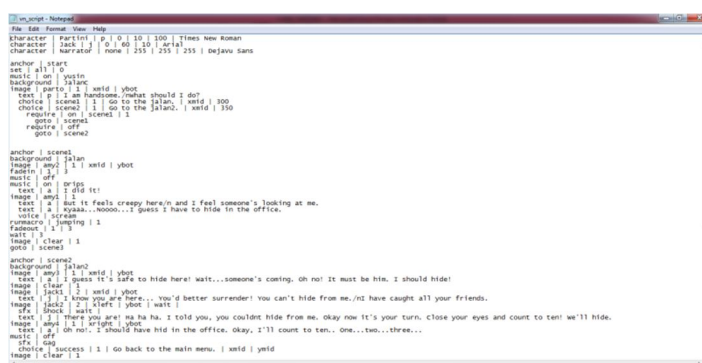 vn_script - Notepad
File Edit Format View Help
character | Partini | p | 0 | 10 | 100 | Times New Roman
character | Jack | j | 0 | 60 | 10 | Arial
character | Narrator | none | 255 | 255 | 255 | Dejavu Sans
anchor | start
set | all | 0
music | on | yusin
background | JalanC
image | parto | 1 | xmid | ybot
text | p | I am handsome./nwhat should I do?
choice | scene1 | 1 | Go to the jalan. | xmid | 300
choice | scene2 | 1 | Go to the jalan2. | xmid | 350
require | on | scene1 | 1
goto | scene1
require | off
goto | scene2
anchor | scene1
background | jalan
image | amy2 | 1 | xmid | ybot
fadein | 1 | 3
music | off
music | on | Drips
text | a | I did it!
image | amy1 | 1
text | a | But it feels creepy here/n and I feel someone's looking at me.
text | a | Kyaaa...Noooo...I guess I have to hide in the office.
voice | scream
runmacro | jumping | 1
fadeout | 1 | 3
wait | 3
image | clear | 1
goto | scene3
anchor | scene2
background | jalan2
image | amy3 | 1 | xmid | ybot
text | a | I guess it's safe to hide here! Wait...someone's coming. Oh no! It must be him. I should hide!
image | clear | 1
image | jack1 | 2 | xmid | ybot
text | j | I know you are here... You'd better surrender! You can't hide from me./nI have caught all your friends.
image | jack2 | 2 | xleft | ybot | wait |
sfx | Shock | wait |
text | j | There you are! Ha ha ha. I told you, you couldnt hide from me. Okay now it's your turn. Close your eyes and count to ten! We'll hide.
image | amy4 | 1 | xright | ybot
text | a | Oh no!. I should have hid in the office. Okay, I'll count to ten.. One...two...three...
music | off
sfx | Gag
choice | success | 1 | Go back to the main menu. | xmid | ymid
image | clear | 1